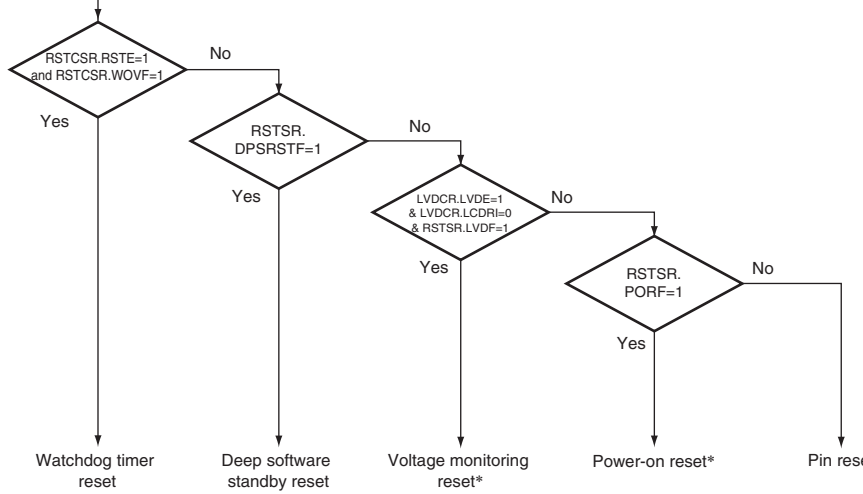 RSTCSR.RSTE=1
and RSTCSR.WOVF=1
No
Yes
RSTSR.
DPSRSTF=1
No
Yes
LVDCR.LVDE=1
& LVDCR.LCDRI=0
& RSTSR.LVDF=1
No
Yes
RSTSR.
PORF=1
No
Yes
Watchdog timer
reset
Deep software
standby reset
Voltage monitoring
reset*
Power-on reset*
Pin